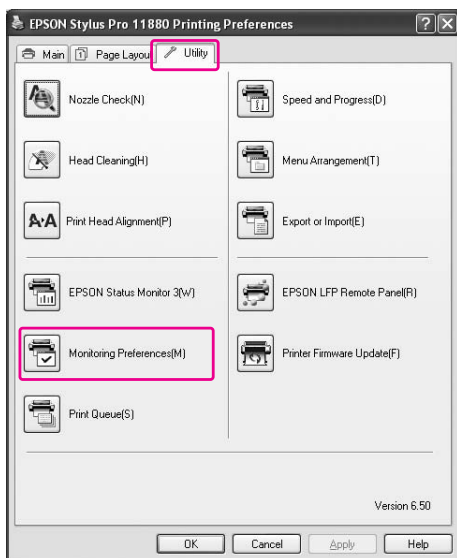 EPSON Stylus Pro 11880 Printing Preferences
Main
Page Layou
Utility
Nozzle Check(N)
Speed and Progress(D)
Head Cleaning(H)
Menu Arrangement(T)
A·A
Print Head Alignment(P)
Export or Import(E)
EPSON Status Monitor 3(W)
EPSON LFP Remote Panel(R)
Monitoring Preferences(M)
Printer Firmware Update(F)
Print Queue(S)
Version 6.50
OK
Cancel
Apply
Help